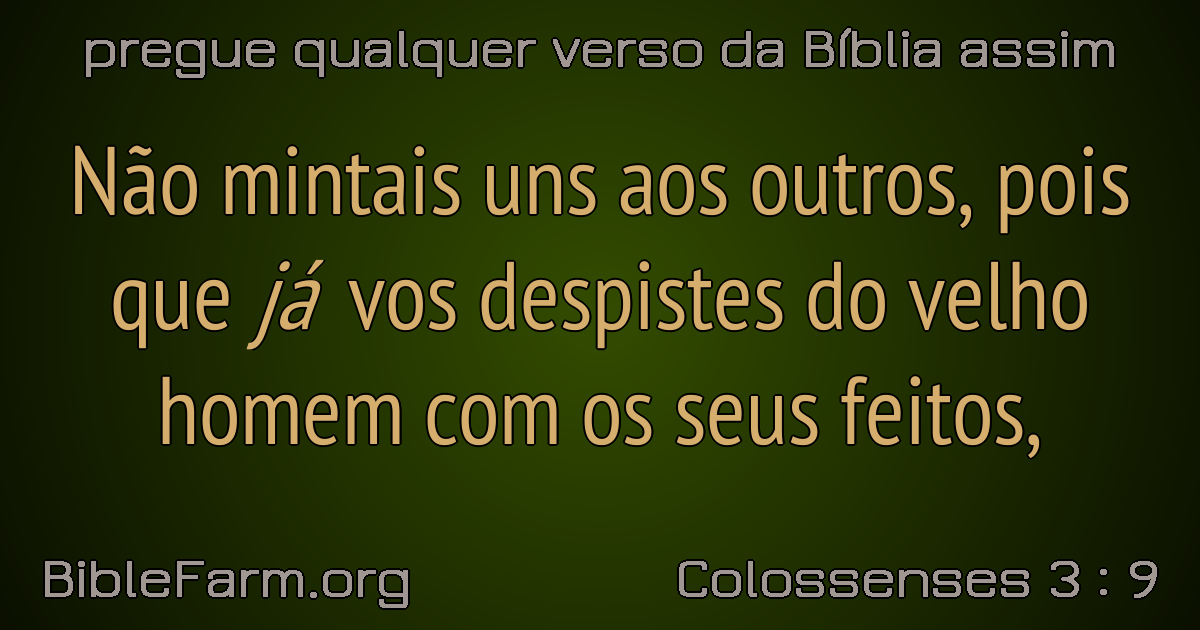 pregue qualquer verso da Bíblia assim
Não mintais uns aos outros, pois
que já vos despistes do velho
homem com os seus feitos,
BibleFarm.org
Colossenses 3 : 9